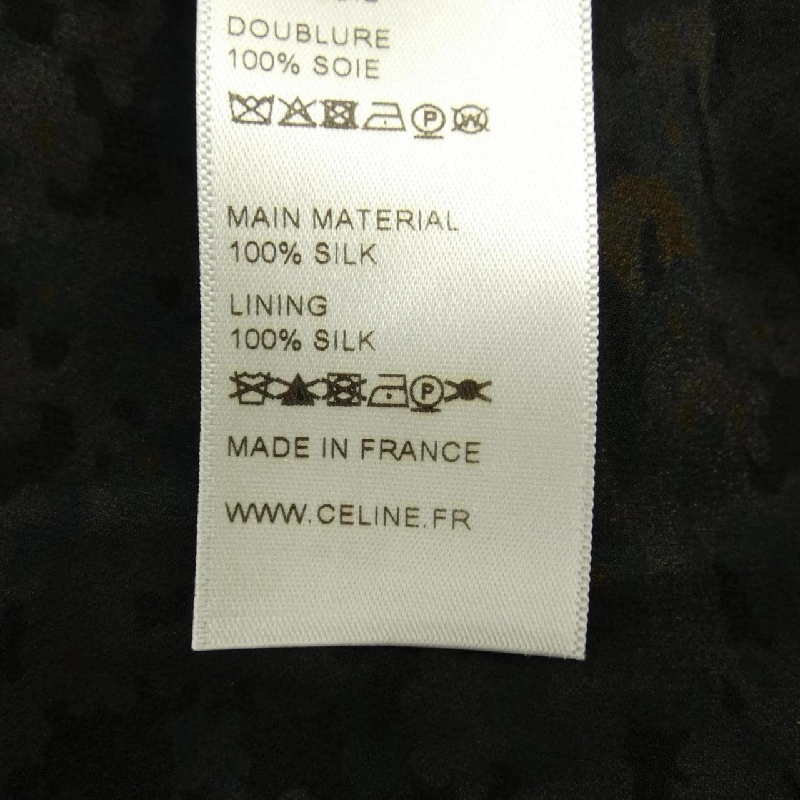 DOUBLURE
100% SOIE
P W
MAIN MATERIAL
100% SILK
LINING
100% SILK
P
MADE IN FRANCE
WWW.CELINE.FR